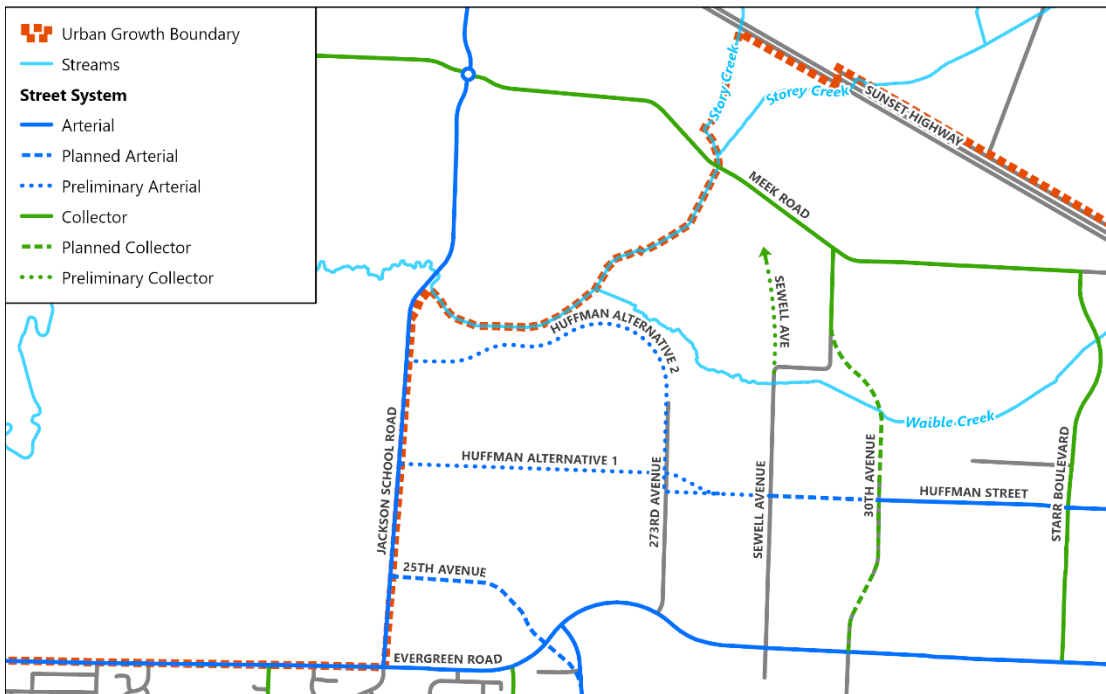 Urban Growth Boundary
Streams
Street System
Arterial
Planned Arterial
Preliminary Arterial
Collector
Planned Collector
Preliminary Collector
Story Creek
Storey Creek
SUNSET HIGHWAY
MEEK ROAD
SEWELL AVE
HUFFMAN ALTERNATIVE 2
Waible Creek
JACKSON SCHOOL ROAD
HUFFMAN ALTERNATIVE 1
273RD AVENUE
SEWELL AVENUE
30TH AVENUE
HUFFMAN STREET
STARR BOULEVARD
25TH AVENUE
EVERGREEN ROAD